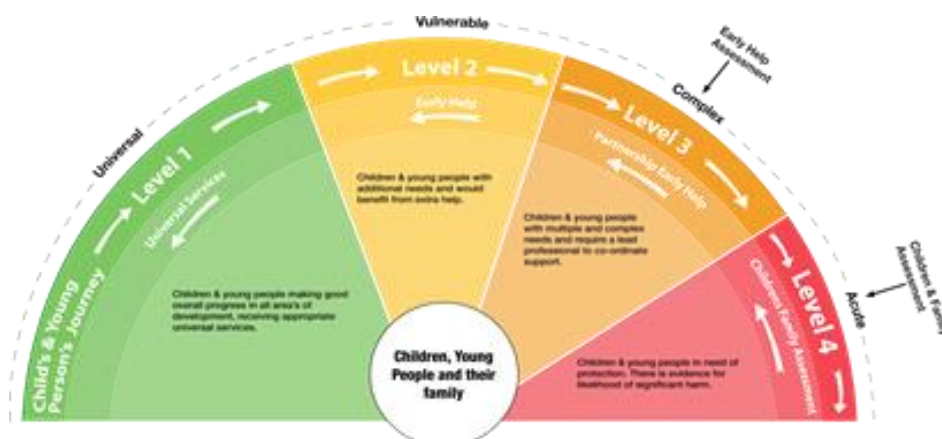 Vulnerable
Universal
Complex
Acute
Early Help
Assessment
Children & Family
Assessment
Child's & Young
Person's Journey
Level 1
Universal Services
Children & young people making good
overall progress in all area's of
development, receiving appropriate
universal services.
Level 2
Early Help
Children & young people with
additional needs and would
benefit from extra help.
Level 3
Partnership Early Help
Children & young people
with multiple and complex
needs and require a lead
professional to co-ordinate
support.
Level 4
Childrens Family Assessment
Children & young people in need of
protection. There is evidence for
likelihood of significant harm.
Children, Young
People and their
family